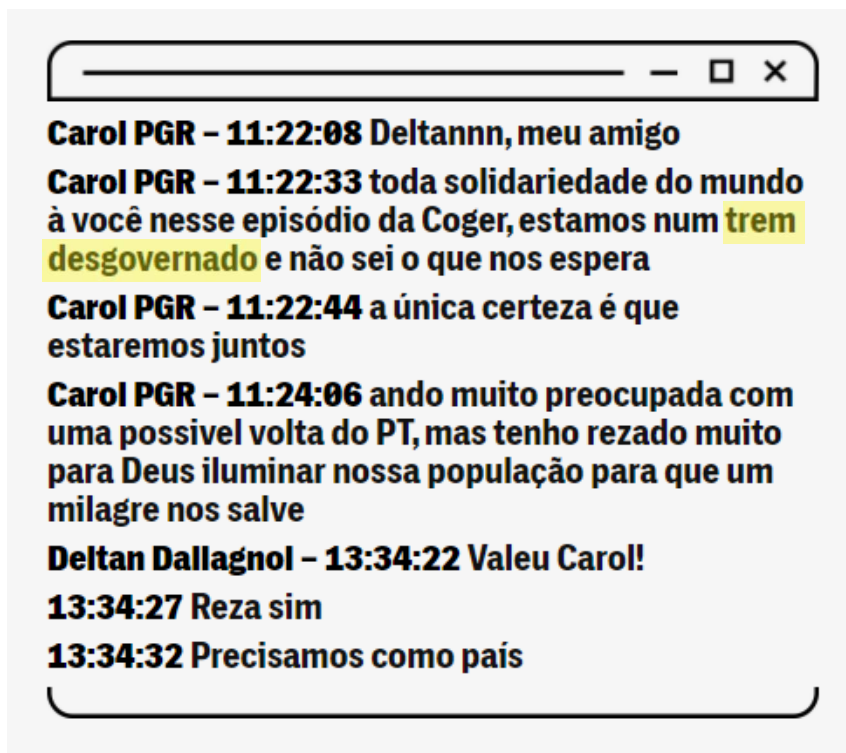 Carol PGR – 11:22:08 Deltannn, meu amigo
Carol PGR – 11:22:33 toda solidariedade do mundo
à você nesse episódio da Coger, estamos num trem
desgovernado e não sei o que nos espera
Carol PGR – 11:22:44 a única certeza é que
estaremos juntos
Carol PGR – 11:24:06 ando muito preocupada com
uma possivel volta do PT, mas tenho rezado muito
para Deus iluminar nossa população para que um
milagre nos salve
Deltan Dallagnol – 13:34:22 Valeu Carol!
13:34:27 Reza sim
13:34:32 Precisamos como país